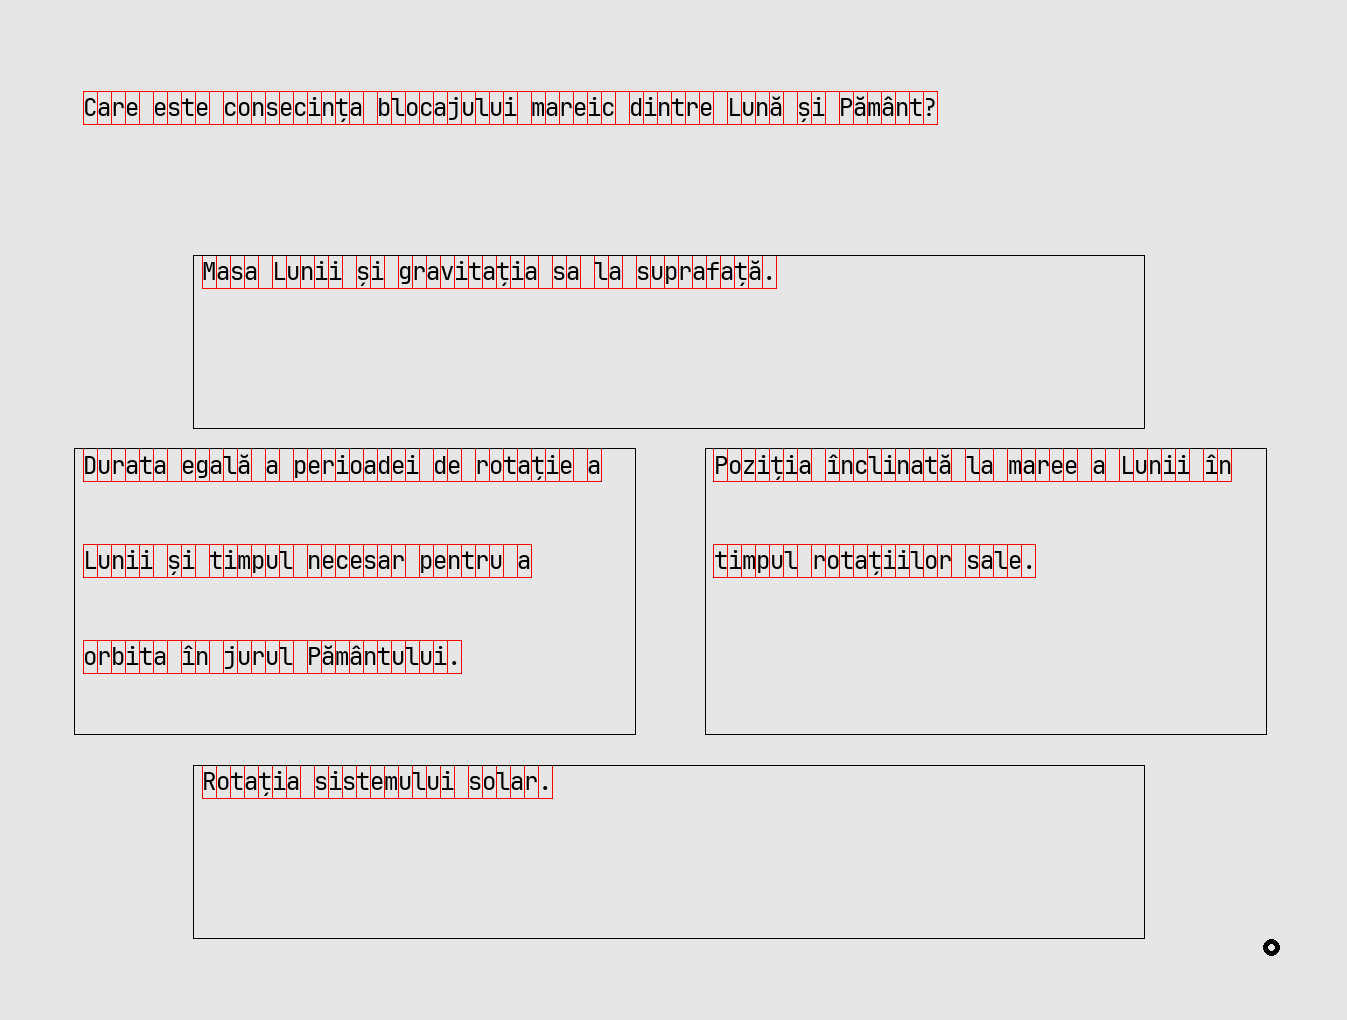 Care este consecința blocajului mareic dintre Lună și Pământ?
Masa Lunii și gravitația sa la suprafață.
Durata egală a perioadei de rotație a
Lunii și timpul necesar pentru a
orbita în jurul Pământului.
Poziția înclinată la maree a Lunii în
timpul rotațiilor sale.
Rotația sistemului solar.